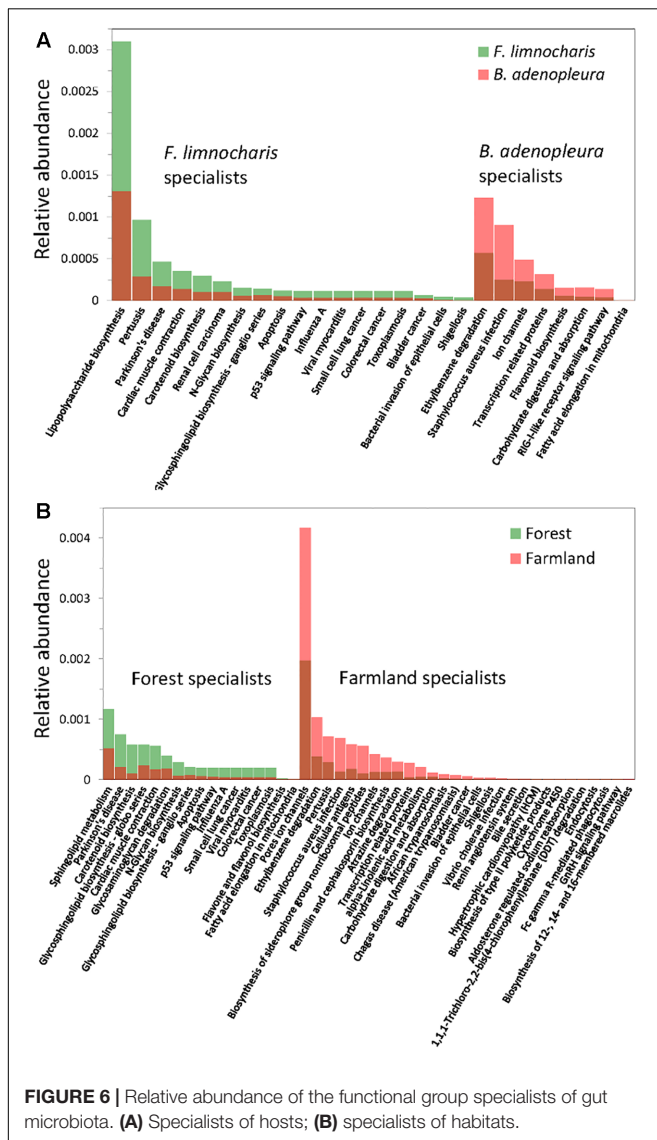 A
Relative abundance
0.003
0.0025
0.002
0.0015
0.001
0.0005
0
F. limnocharis
B. adenopleura
F. limnocharis
specialists
B. adenopleura
specialists
Lipopolysaccharide biosynthesis
Pertussis
Parkinson's disease
Cardiac muscle contraction
Carotenoid biosynthesis
Renal cell carcinoma
N-Glycan biosynthesis
Glycosphingolipid biosynthesis - ganglio series
Apoptosis
p53 signaling pathway
Influenza A
Viral myocarditis
Small cell lung cancer
Colorectal cancer
Toxoplasmosis
Bladder cancer
Bacterial invasion of epithelial cells
Shigellosis
Ethylbenzene degradation
Staphylococcus aureus infection
Ion channels
Transcription related proteins
Flavonoid biosynthesis
Carbohydrate digestion and absorption
RIG-I-like receptor signaling pathway
Fatty acid elongation in mitochondria
B
Relative abundance
0.004
0.003
0.002
0.001
0
Forest
Farmland
Forest specialists
Farmland specialists
Sphingolipid metabolism
Parkinson's disease
Carotenoid biosynthesis
Glycosphingolipid biosynthesis - globo series
Cardiac muscle contraction
Glycosaminoglycan degradation
N-Glycan biosynthesis
Glycosphingolipid biosynthesis - ganglio series
Apoptosis
p53 signaling pathway
Influenza A
Small cell lung cancer
Viral myocarditis
Colorectal cancer
Toxoplasmosis
Flavone and flavonol biosynthesis
Fatty acid elongation in mitochondria
Pores ion channels
Ethylbenzene degradation
Pertussis
Staphylococcus aureus infection
Cellular antigens
Biosynthesis of siderophore group nonribosomal peptides
Ion channels
Penicillin and cephalosporin biosynthesis
Atrazine degradation
Transcription related proteins
alpha-Linolenic acid metabolism
Carbohydrate digestion and absorption
African trypanosomiasis
Chagas disease (American trypanosomiasis)
Bladder cancer
Bacterial invasion of epithelial cells
Shigellosis
Vibrio cholerae infection
Renin angiotensin system
Renin secretion
Hypertrophic cardiomyopathy (HCM)
Biosynthesis of type II polyketide products
Cytochrome P450
Aldosterone regulated sodium reabsorption
1,1,1-Trichloro-2,2-bis(4-chlorophenyl)ethane (DDT) degradation
Endocytosis
Fc gamma R-mediated phagocytosis
GnRH signaling pathway
Biosynthesis of 12-, 14- and 16-membered macrolides
FIGURE 6 | Relative abundance of the functional group specialists of gut
microbiota. (A) Specialists of hosts; (B) specialists of habitats.